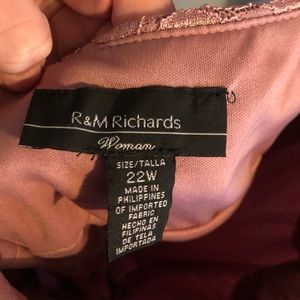 R&M Richards
Woman
SIZE/TALLA
22W
MADE IN
PHILIPPINES
OF IMPORTED
FABRIC
HECHO EN
FILIPINAS
DE TELA
IMPORTADA